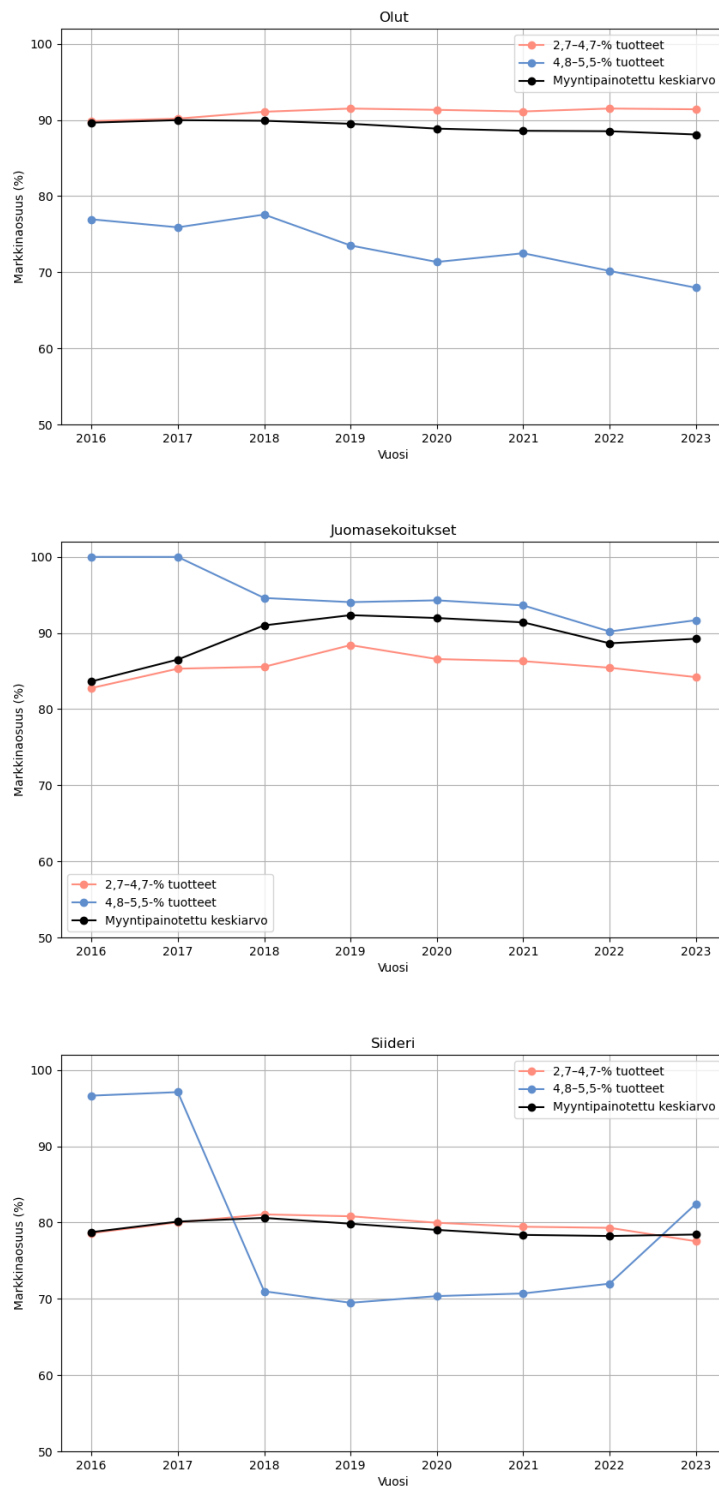 Olut
100
90
80
70
60
50
Markkinaosuus (%)
2,7–4,7-% tuotteet
4,8–5,5-% tuotteet
Myyntipainotettu keskiarvo
2016 2017 2018 2019 2020 2021 2022 2023
Vuosi
Juomasekoitukset
100
90
80
70
60
50
Markkinaosuus (%)
2,7–4,7-% tuotteet
4,8–5,5-% tuotteet
Myyntipainotettu keskiarvo
2016 2017 2018 2019 2020 2021 2022 2023
Vuosi
Siideri
100
90
80
70
60
50
Markkinaosuus (%)
2,7–4,7-% tuotteet
4,8–5,5-% tuotteet
Myyntipainotettu keskiarvo
2016 2017 2018 2019 2020 2021 2022 2023
Vuosi